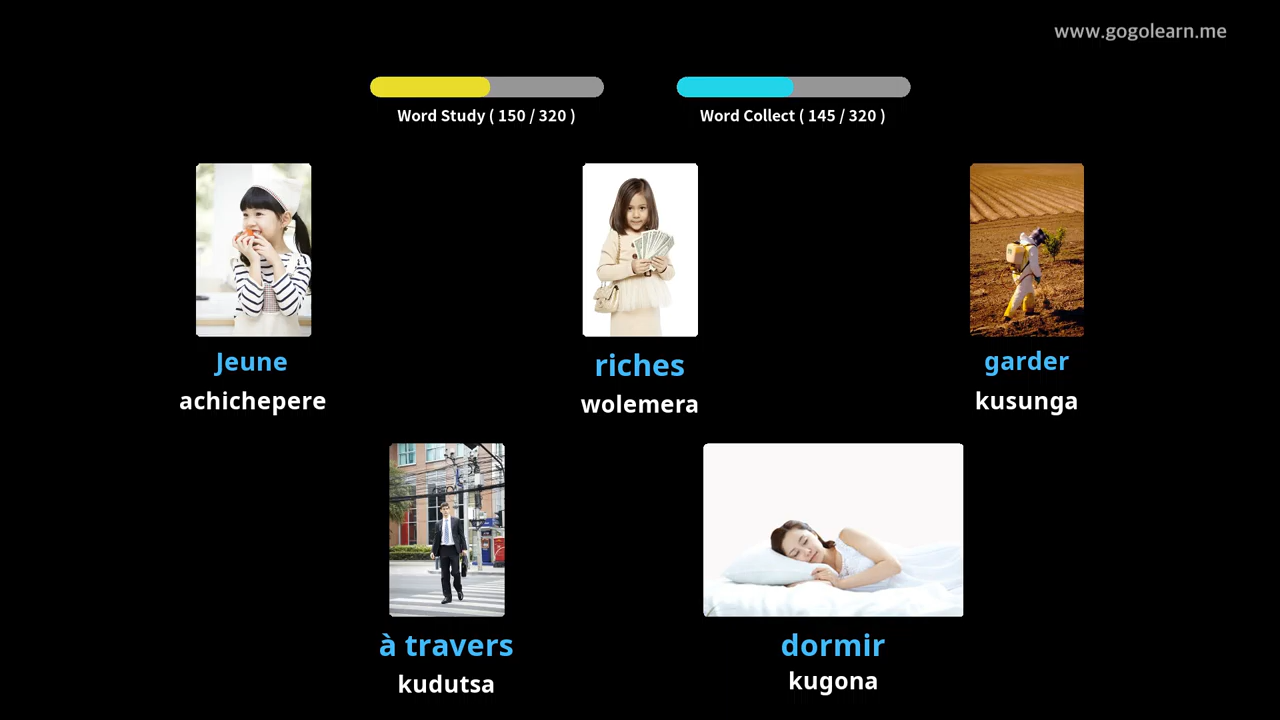 www.gogolearn.me
Word Study ( 150 / 320 )
Word Collect ( 145 / 320 )
Jeune
achichepere
riches
wolemera
garder
kusunga
à travers
kudutsa
dormir
kugona